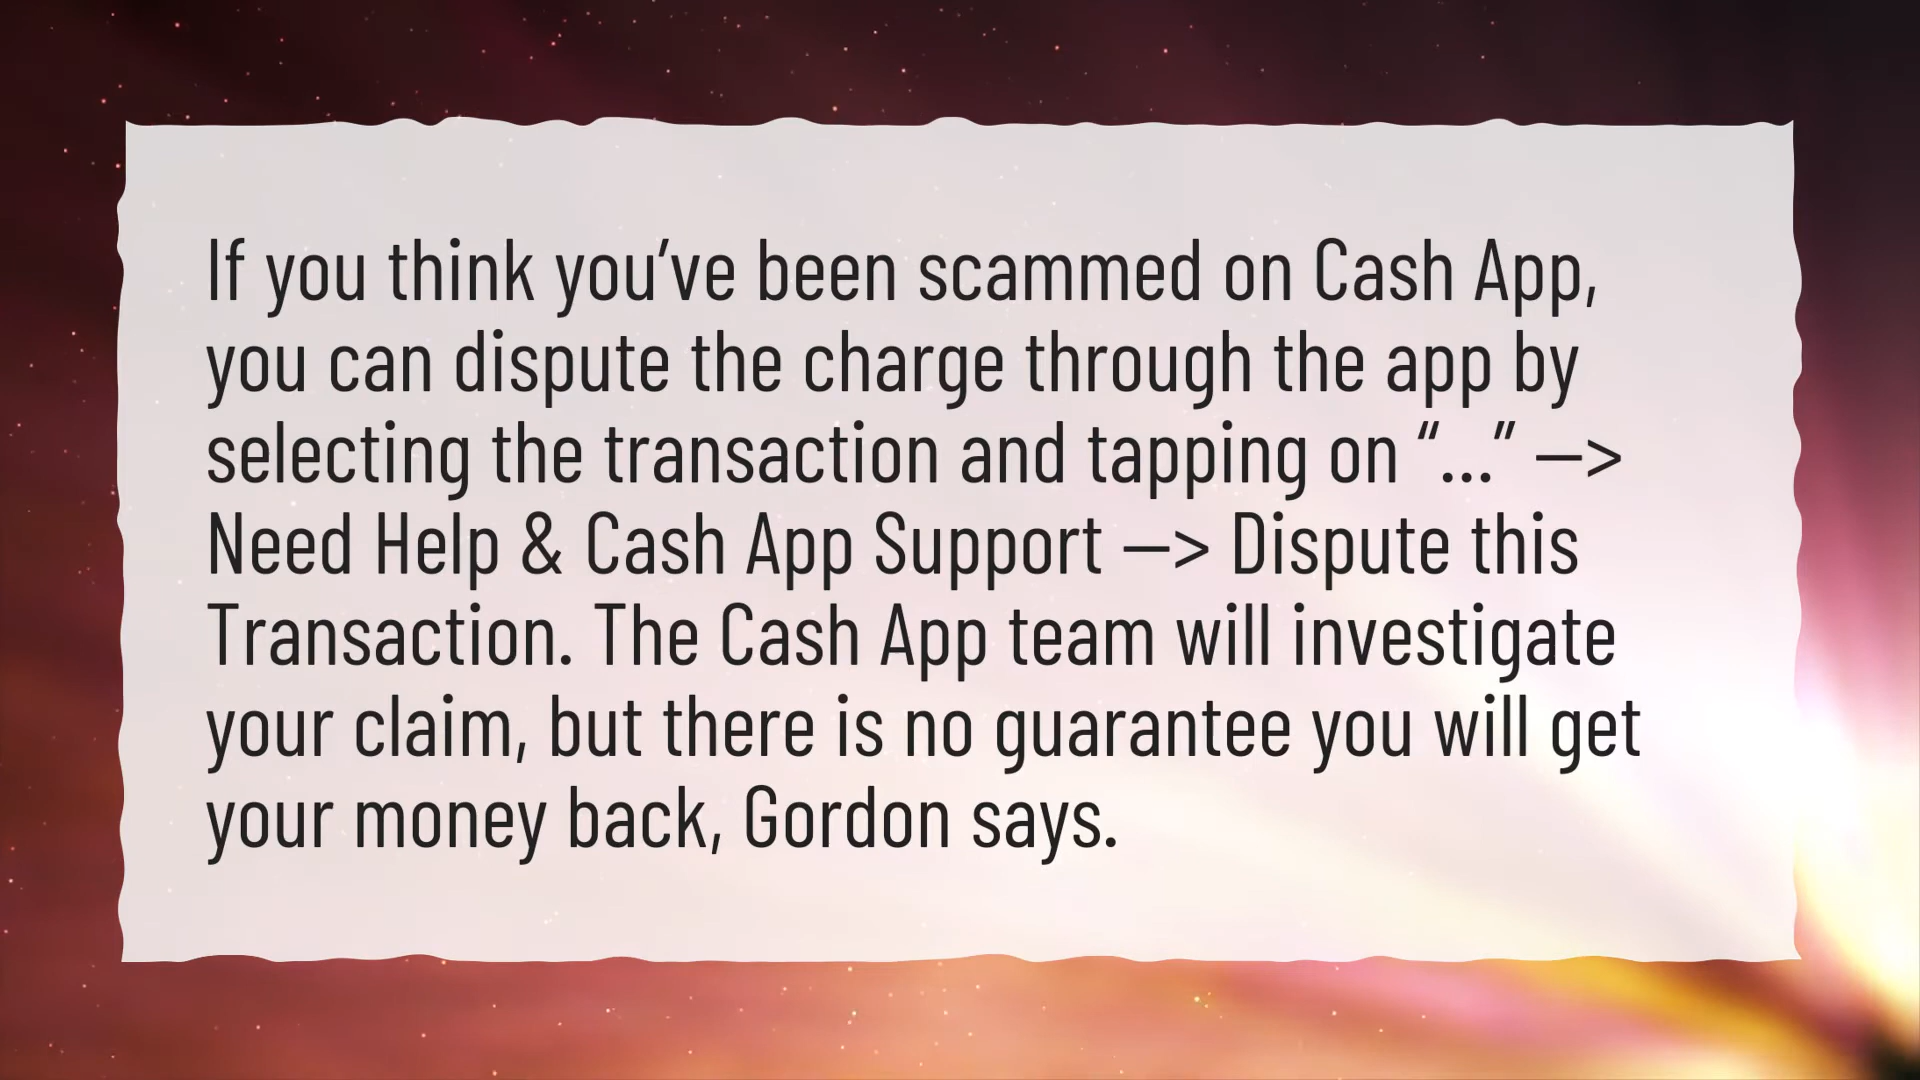 If you think you’ve been scammed on Cash App,
you can dispute the charge through the app by
selecting the transaction and tapping on “...” —>
Need Help & Cash App Support —> Dispute this
Transaction. The Cash App team will investigate
your claim, but there is no guarantee you will get
your money back, Gordon says.